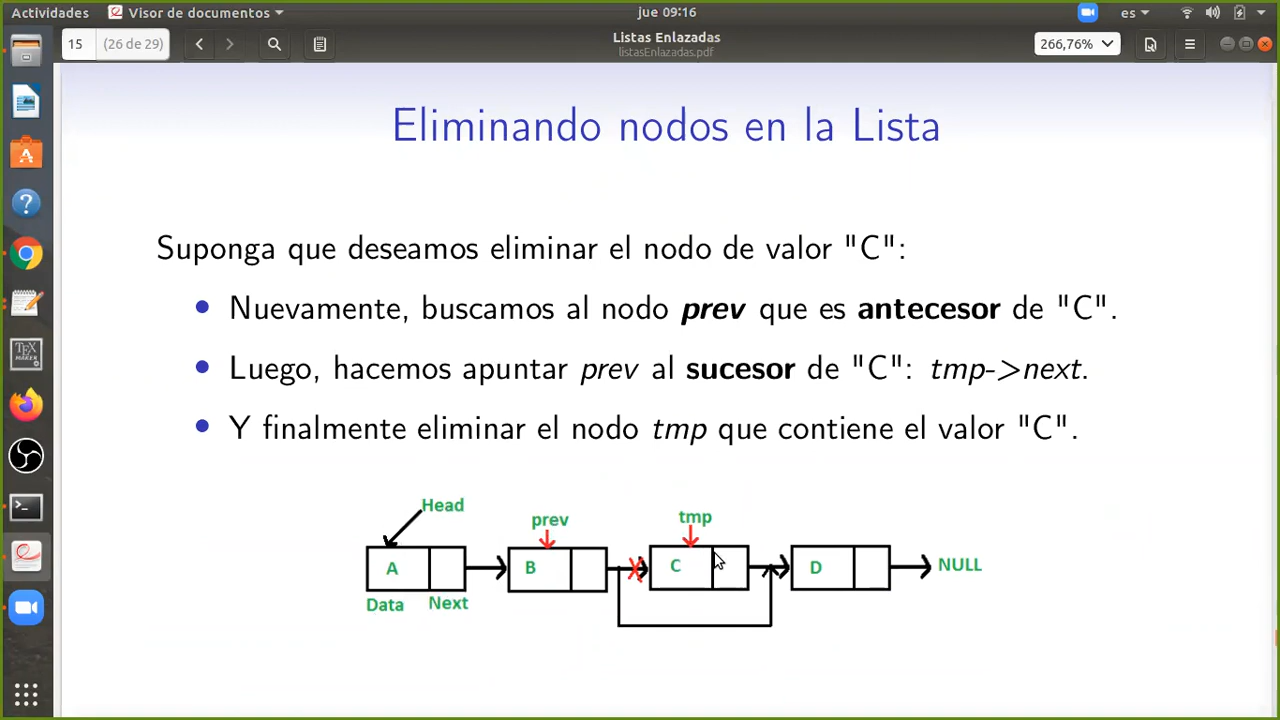 Actividades
Visor de documentos
jue 09:16
es
15
(26 de 29)
Listas Enlazadas
listasEnlazadas.pdf
266,76%
Eliminando nodos en la Lista
Suponga que deseamos eliminar el nodo de valor "C":
Nuevamente, buscamos al nodo prev que es antecesor de "C".
Luego, hacemos apuntar prev al sucesor de "C": tmp->next.
Y finalmente eliminar el nodo tmp que contiene el valor "C".
Head
prev
tmp
A
B
C
D
NULL
Data
Next
TEX
MAKER